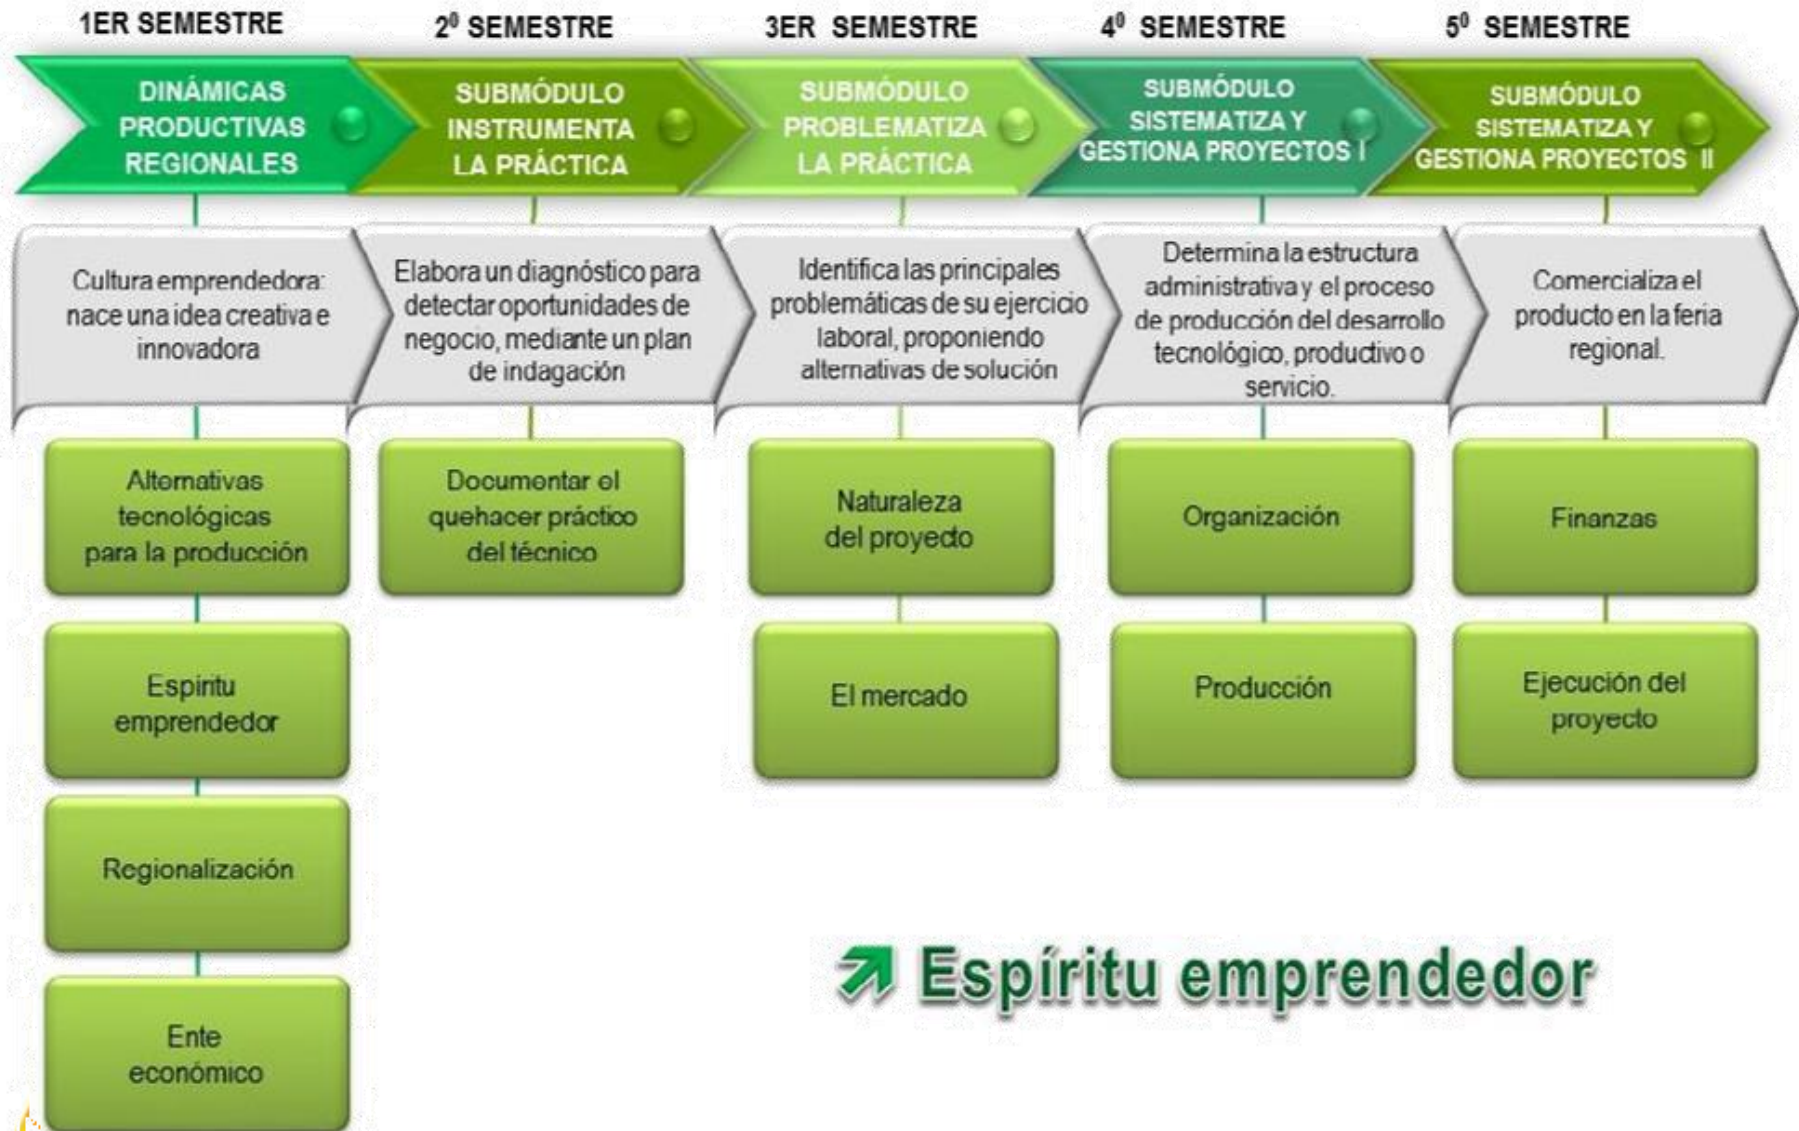 1ER SEMESTRE
2⁰ SEMESTRE
3ER SEMESTRE
4⁰ SEMESTRE
5⁰ SEMESTRE
DINÁMICAS
PRODUCTIVAS
REGIONALES
SUBMÓDULO
INSTRUMENTA
LA PRÁCTICA
SUBMÓDULO
PROBLEMATIZA
LA PRÁCTICA
SUBMÓDULO
SISTEMATIZA Y
GESTIONA PROYECTOS I
SUBMÓDULO
SISTEMATIZA Y
GESTIONA PROYECTOS II
Cultura emprendedora:
nace una idea creativa e
innovadora
Elabora un diagnóstico para
detectar oportunidades de
negocio, mediante un plan
de indagación
Identifica las principales
problemáticas de su ejercicio
laboral, proponiendo
alternativas de solución
Determina la estructura
administrativa y el proceso
de producción del desarrollo
tecnológico, productivo o
servicio.
Comercializa el
producto en la feria
regional.
Alternativas
tecnológicas
para la producción
Documentar el
quehacer práctico
del técnico
Naturaleza
del proyecto
Organización
Finanzas
Espiritu
emprendedor
El mercado
Producción
Ejecución del
proyecto
Regionalización
Espíritu emprendedor
Ente
económico